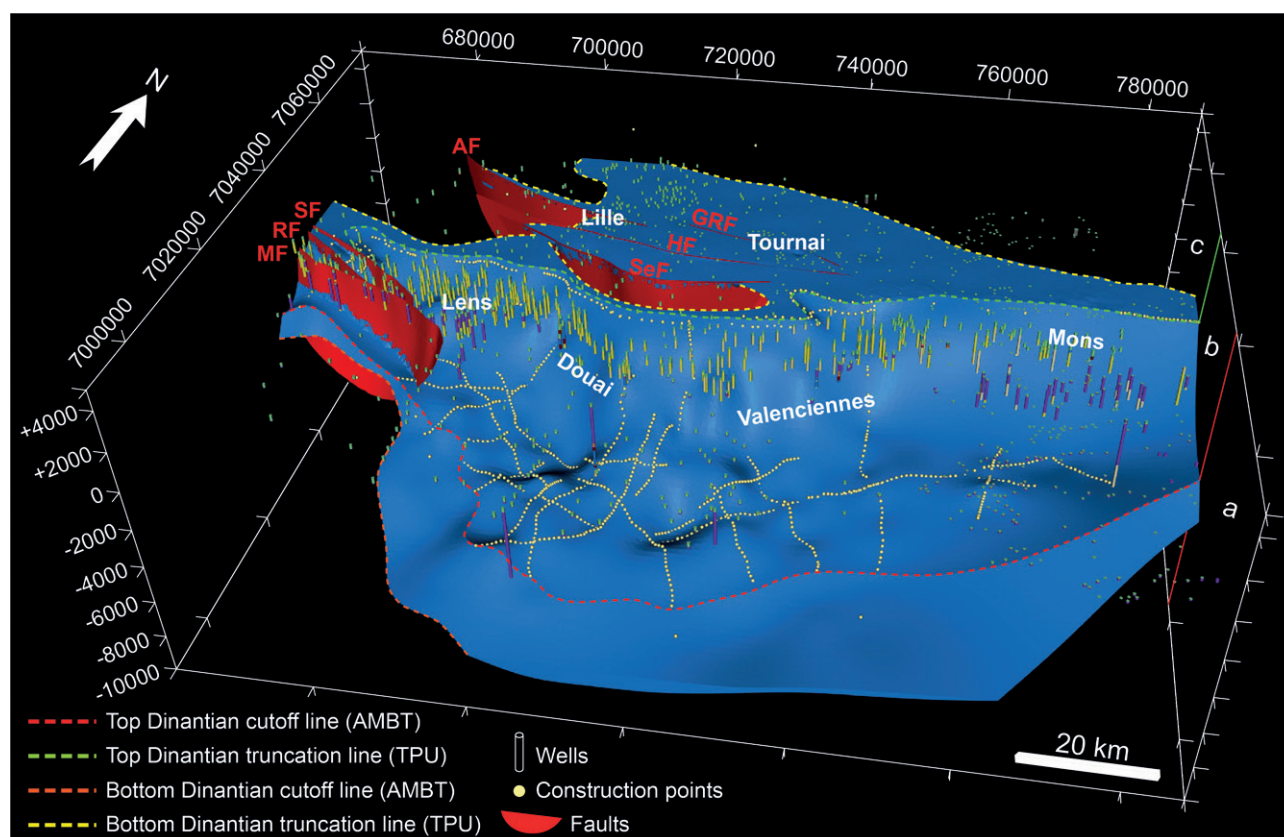 680000 700000 720000 740000 760000 780000
7060000
7040000
7020000
7000000
N
AF
SF
RF
MF
Lille
GRF
Tournai
HF
SeF
Lens
Douai
Valenciennes
Mons
c
b
a
+4000
+2000
0
-2000
-4000
-6000
-8000
-10000
20 km
Top Dinantian cutoff line (AMBT)
Top Dinantian truncation line (TPU)
Bottom Dinantian cutoff line (AMBT)
Bottom Dinantian truncation line (TPU)
Wells
Construction points
Faults